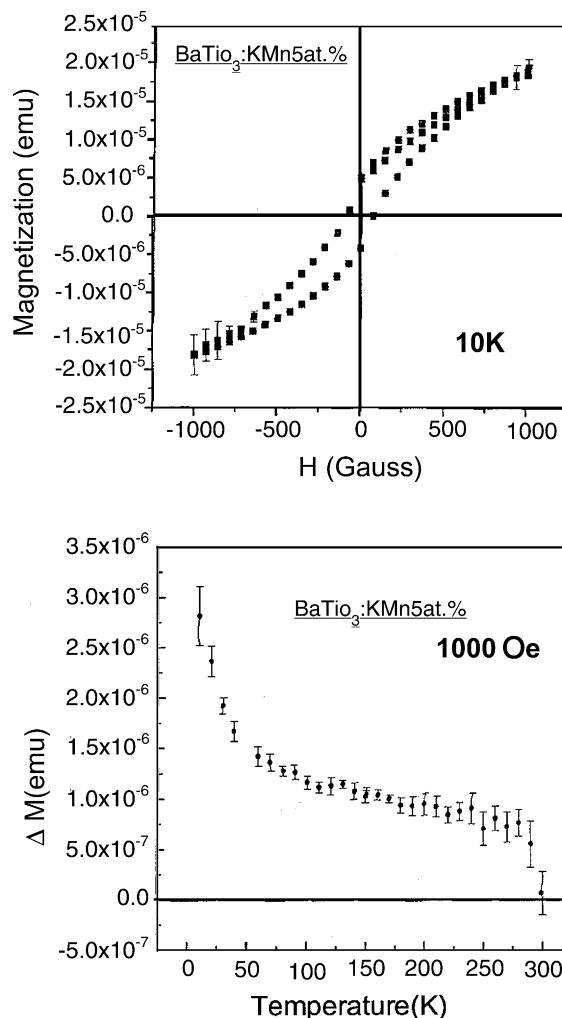 BaTio3:KMn5at.%
Magnetization (emu)
2.0x10-5
1.5x10-5
1.0x10-5
5.0x10-6
0.0
-5.0x10-6
-1.0x10-5
-1.5x10-5
-2.0x10-5
-2.5x10-5
10K
-1000 -500 0 500 1000
H (Gauss)
3.5x10-6
3.0x10-6
2.5x10-6
2.0x10-6
1.5x10-6
1.0x10-6
5.0x10-7
0.0
-5.0x10-7
BaTio3:KMn5at.%
1000 Oe
Δ M(emu)
0 50 100 150 200 250 300
Temperature(K)